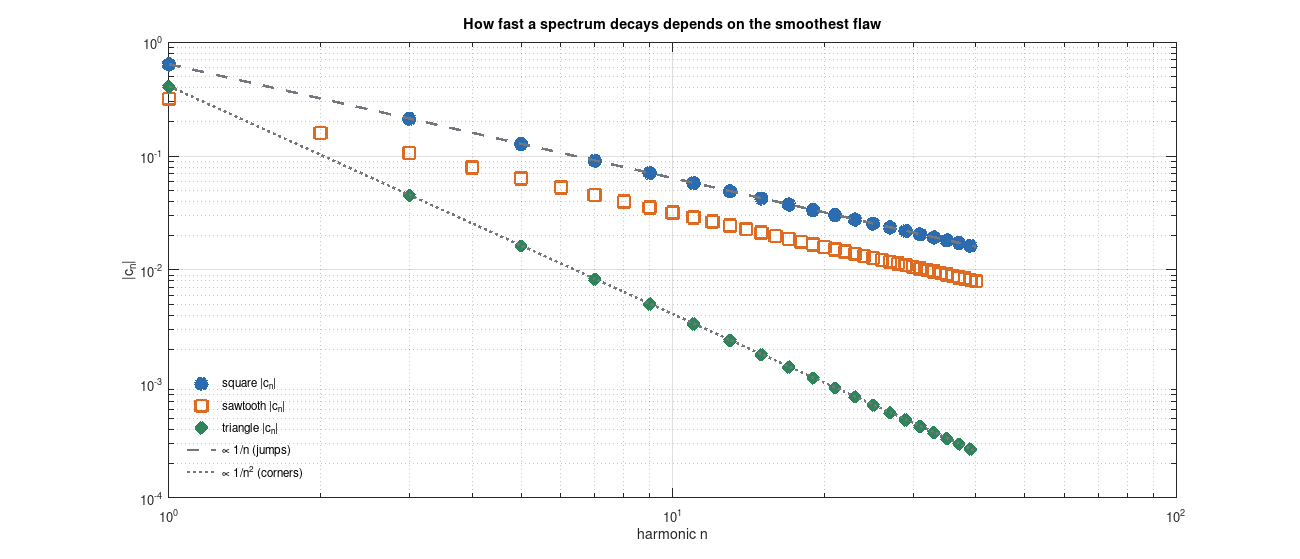 How fast a spectrum decays depends on the smoothest flaw
10^0
10^-1
10^-2
10^-3
10^-4
|c_n|
square |c_n|
sawtooth |c_n|
triangle |c_n|
∝ 1/n (jumps)
∝ 1/n^2 (corners)
10^0
10^1
10^2
harmonic n